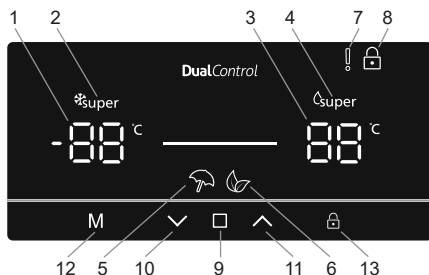 1 2 3 4 7 8
DualControl
super super
-88 °C 88 °C
M
12 5 10 9 11 6 13